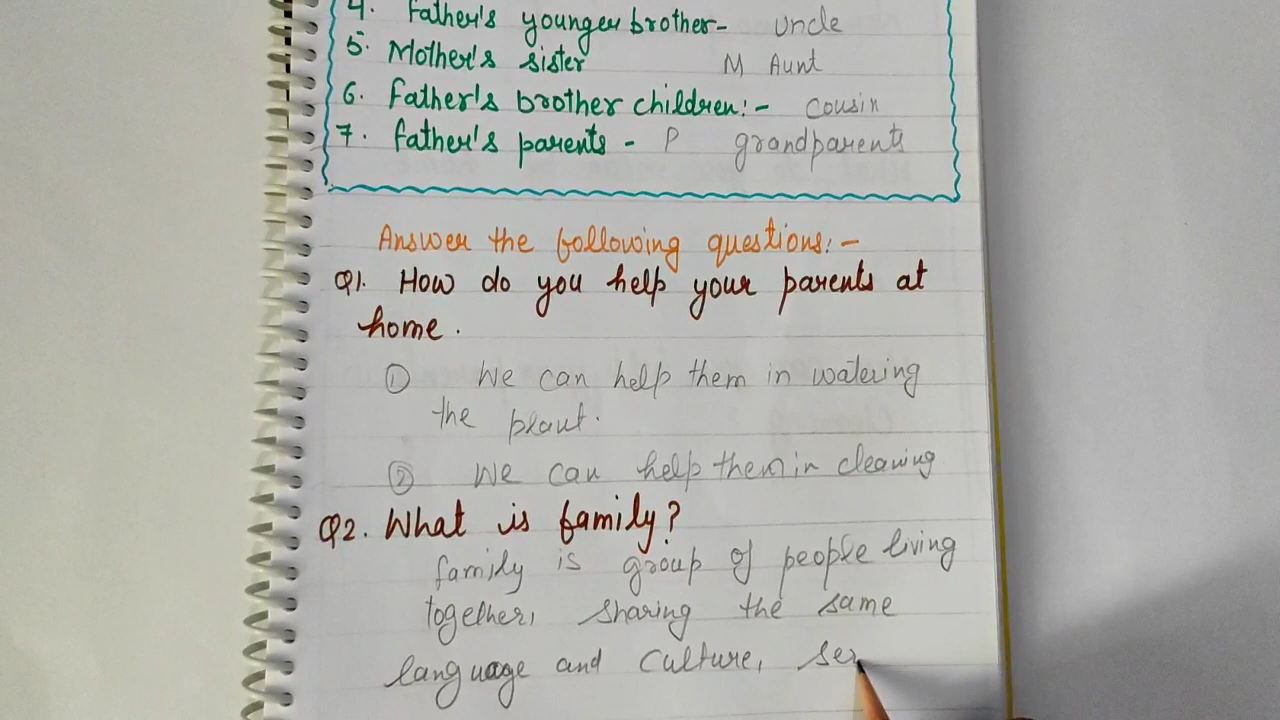 4. Father's younger brother- uncle
5. Mother's sister M Aunt
6. Father's brother children:- cousin
7. Father's parents - P grandparents
Answer the following questions:-
Q1. How do you help your parents at
home.
① We can help them in watering
the plant.
② We can help them in cleaning
Q2. What is family?
family is group of people living
together, sharing the same
language and culture, ser